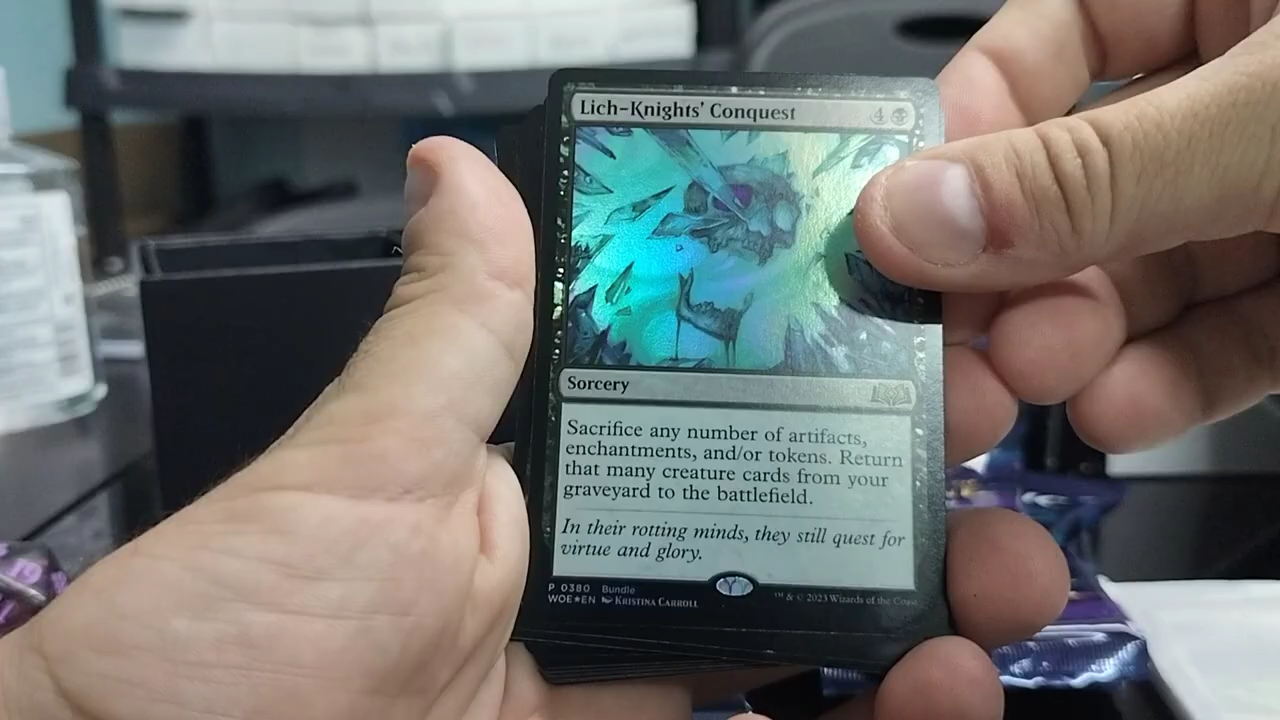 Lich-Knights' Conquest 4
Sorcery
Sacrifice any number of artifacts,
enchantments, and/or tokens. Return
that many creature cards from your
graveyard to the battlefield.
In their rotting minds, they still quest for
virtue and glory.
P 0380 Bundle
WOE★EN Kristina Carroll
™ & © 2023 Wizards of the Coast